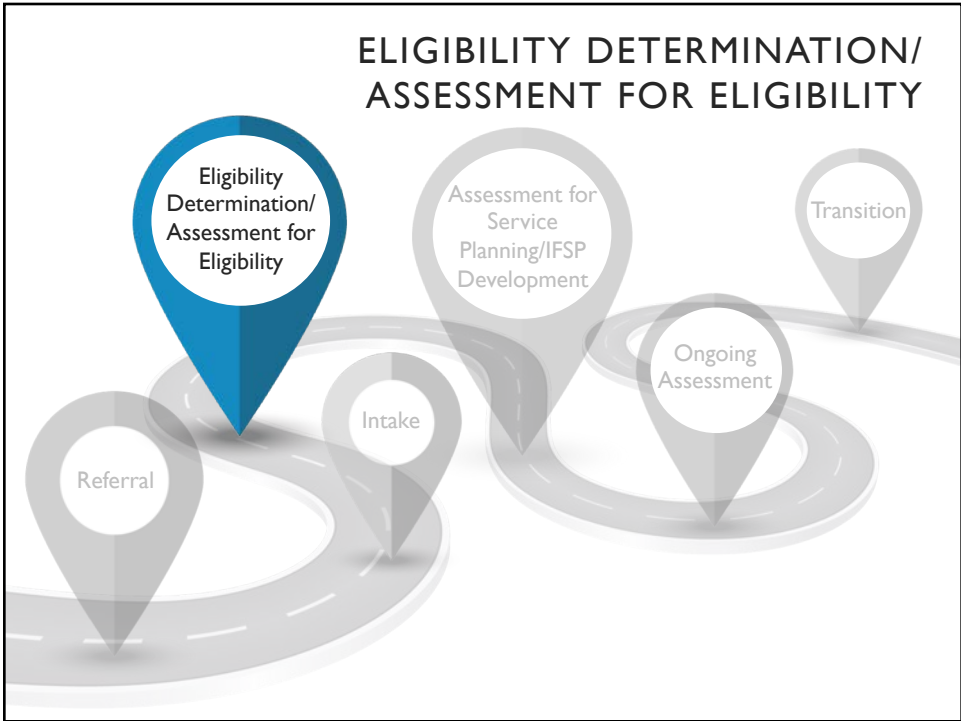 ELIGIBILITY DETERMINATION/
ASSESSMENT FOR ELIGIBILITY
Eligibility
Determination/
Assessment for
Eligibility
Assessment for
Service
Planning/IFSP
Development
Transition
Ongoing
Assessment
Intake
Referral